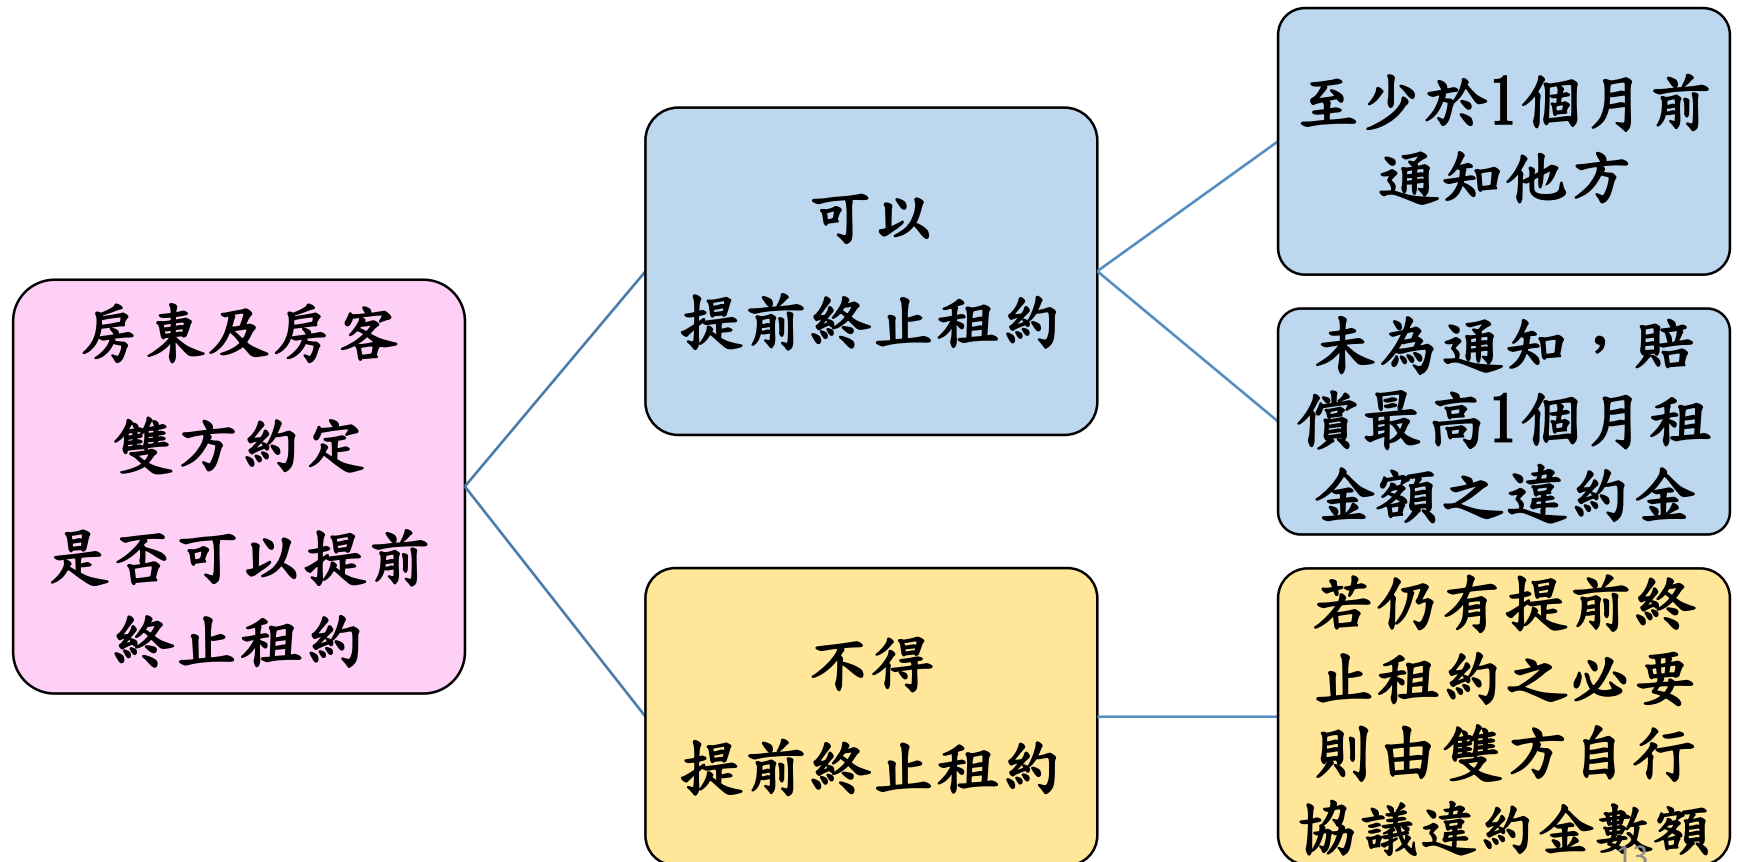 房東及房客
雙方約定
是否可以提前
終止租約
可以
提前終止租約
至少於1個月前
通知他方
未為通知，賠
償最高1個月租
金額之違約金
不得
提前終止租約
若仍有提前終
止租約之必要
則由雙方自行
協議違約金數額
13